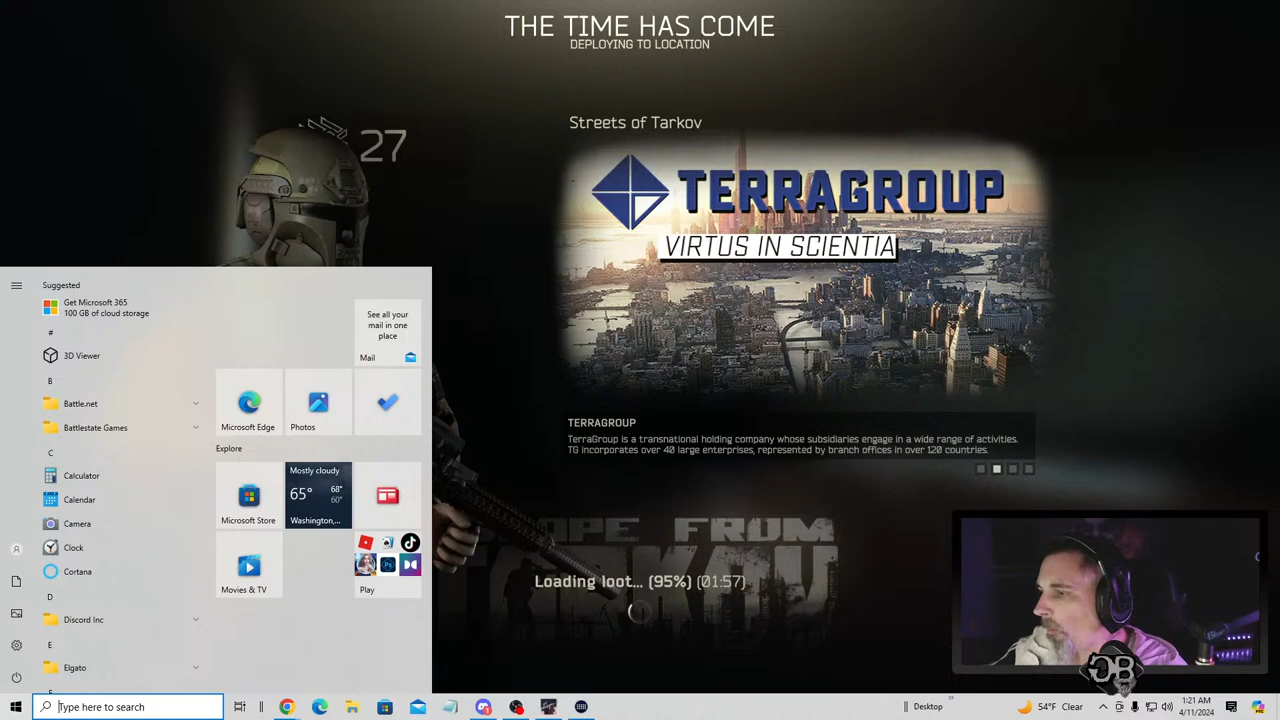 THE TIME HAS COME
DEPLOYING TO LOCATION
27
Streets of Tarkov
TERRAGROUP
VIRTUS IN SCIENTIA
TERRAGROUP
TerraGroup is a transnational holding company whose subsidiaries engage in a wide range of activities.
TG incorporates over 40 large enterprises, represented by branch offices in over 120 countries.
Loading loot... (95%) (01:57)
Suggested
Get Microsoft 365
100 GB of cloud storage
#
3D Viewer
B
Battle.net
Battlestate Games
C
Calculator
Calendar
Camera
Clock
Cortana
D
Discord Inc
E
Elgato
See all your
mail in one
place
Mail
Microsoft Edge
Photos
Explore
Microsoft Store
Mostly cloudy
65° 68°
60°
Washington,...
Movies & TV
Play
CB
Type here to search
Desktop
54°F Clear
1:21 AM
4/11/2024